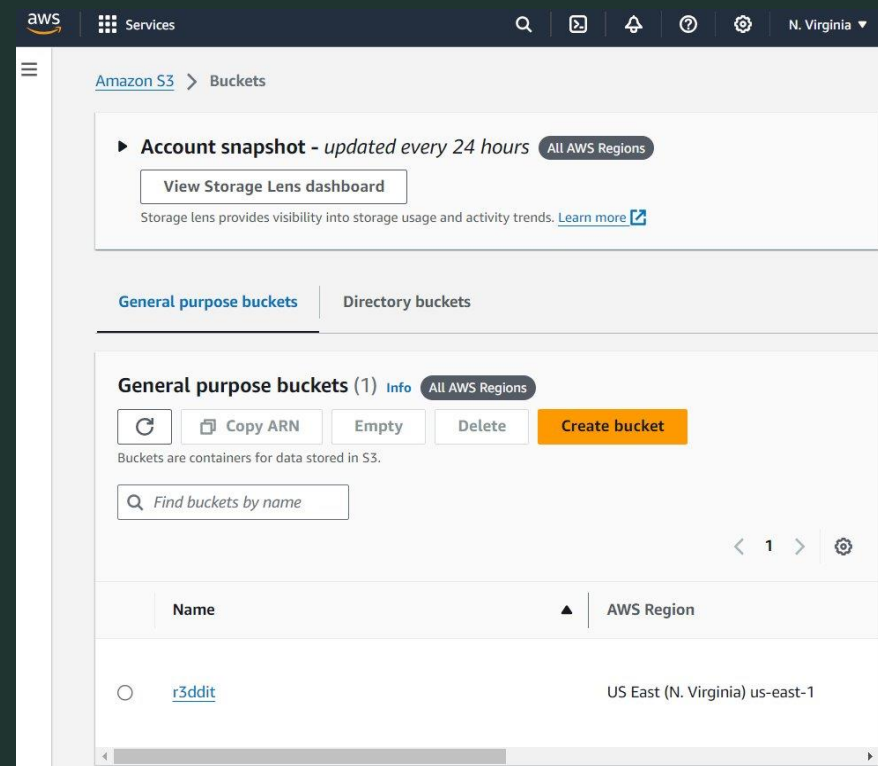 aws Services N. Virginia
Amazon S3 Buckets
Account snapshot - updated every 24 hours All AWS Regions
View Storage Lens dashboard
Storage lens provides visibility into storage usage and activity trends. Learn more
General purpose buckets Directory buckets
General purpose buckets (1) Info All AWS Regions
Copy ARN Empty Delete Create bucket
Buckets are containers for data stored in S3.
Find buckets by name
1
Name AWS Region
r3ddit US East (N. Virginia) us-east-1